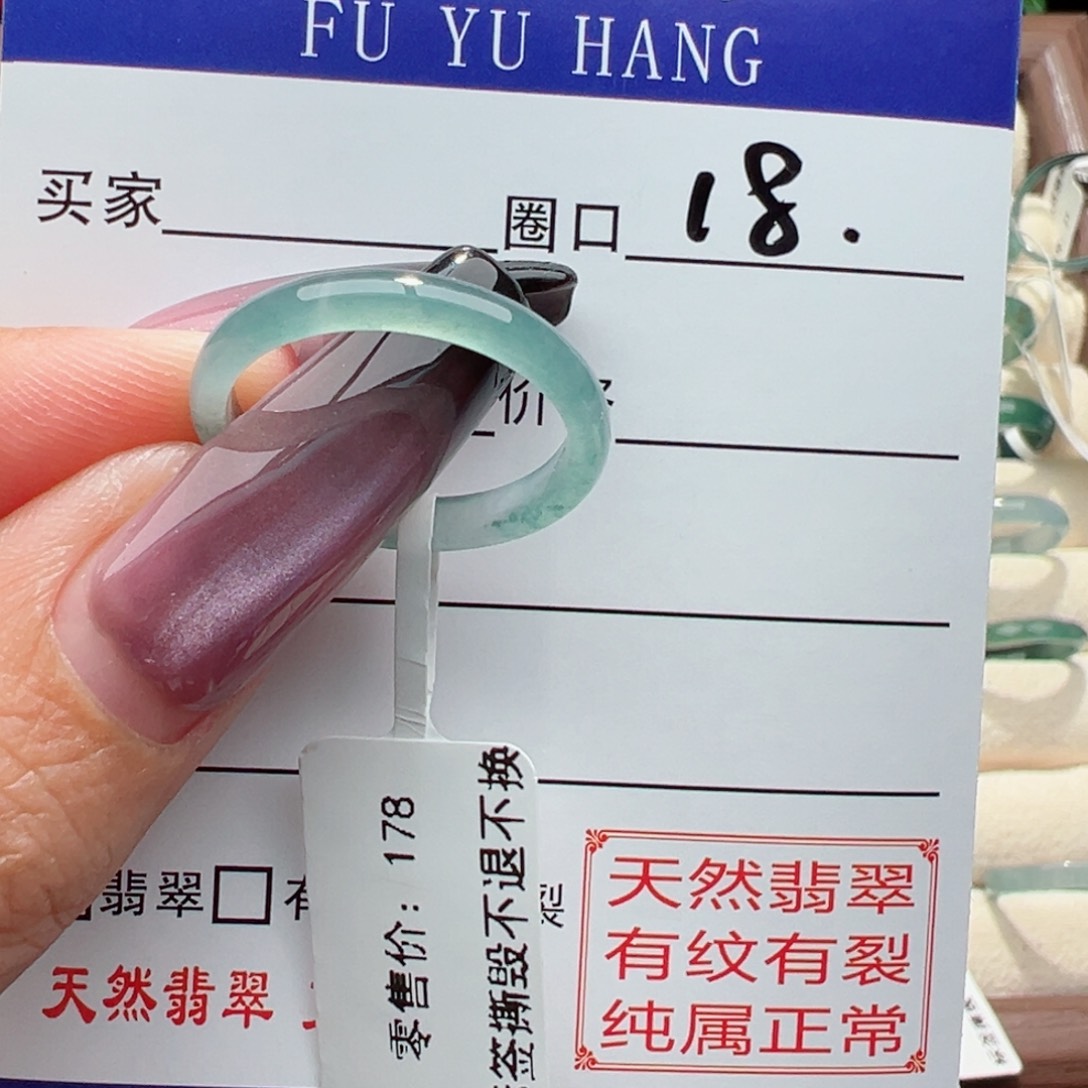 FU YU HANG
买家
圈口 18.
价
翡翠 有
天然翡翠
零售价：178
签撕毁不退不换
天然翡翠
有纹有裂
纯属正常